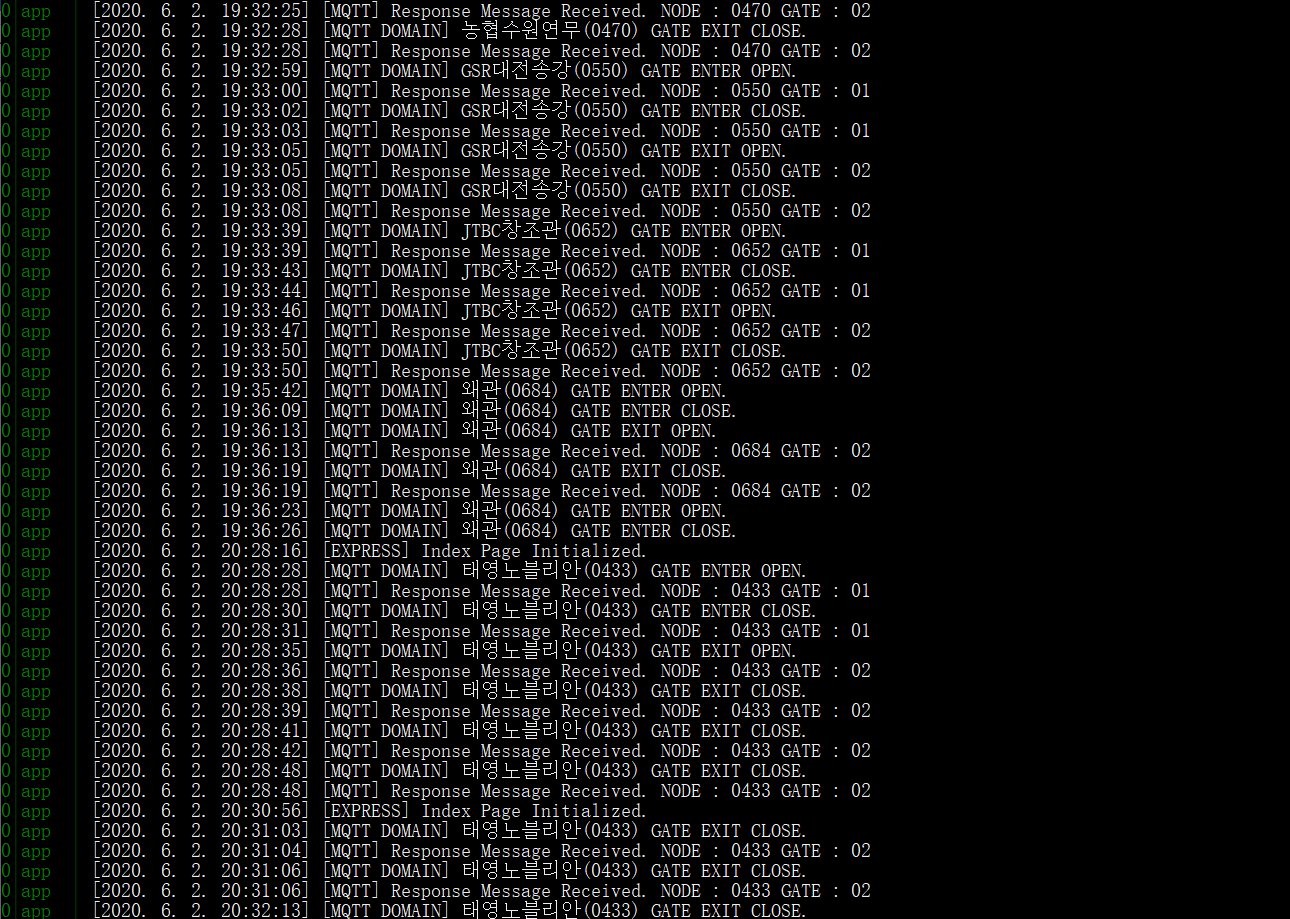 0 app [2020. 6. 2. 19:32:25] [MQTT] Response Message Received. NODE : 0470 GATE : 02
0 app [2020. 6. 2. 19:32:28] [MQTT DOMAIN] 농협수원연무(0470) GATE EXIT CLOSE.
0 app [2020. 6. 2. 19:32:28] [MQTT] Response Message Received. NODE : 0470 GATE : 02
0 app [2020. 6. 2. 19:32:59] [MQTT DOMAIN] GSR대전송강(0550) GATE ENTER OPEN.
0 app [2020. 6. 2. 19:33:00] [MQTT] Response Message Received. NODE : 0550 GATE : 01
0 app [2020. 6. 2. 19:33:02] [MQTT DOMAIN] GSR대전송강(0550) GATE ENTER CLOSE.
0 app [2020. 6. 2. 19:33:03] [MQTT] Response Message Received. NODE : 0550 GATE : 01
0 app [2020. 6. 2. 19:33:05] [MQTT DOMAIN] GSR대전송강(0550) GATE EXIT OPEN.
0 app [2020. 6. 2. 19:33:05] [MQTT] Response Message Received. NODE : 0550 GATE : 02
0 app [2020. 6. 2. 19:33:08] [MQTT DOMAIN] GSR대전송강(0550) GATE EXIT CLOSE.
0 app [2020. 6. 2. 19:33:08] [MQTT] Response Message Received. NODE : 0550 GATE : 02
0 app [2020. 6. 2. 19:33:39] [MQTT DOMAIN] JTBC창조관(0652) GATE ENTER OPEN.
0 app [2020. 6. 2. 19:33:39] [MQTT] Response Message Received. NODE : 0652 GATE : 01
0 app [2020. 6. 2. 19:33:43] [MQTT DOMAIN] JTBC창조관(0652) GATE ENTER CLOSE.
0 app [2020. 6. 2. 19:33:44] [MQTT] Response Message Received. NODE : 0652 GATE : 01
0 app [2020. 6. 2. 19:33:46] [MQTT DOMAIN] JTBC창조관(0652) GATE EXIT OPEN.
0 app [2020. 6. 2. 19:33:47] [MQTT] Response Message Received. NODE : 0652 GATE : 02
0 app [2020. 6. 2. 19:33:50] [MQTT DOMAIN] JTBC창조관(0652) GATE EXIT CLOSE.
0 app [2020. 6. 2. 19:33:50] [MQTT] Response Message Received. NODE : 0652 GATE : 02
0 app [2020. 6. 2. 19:35:42] [MQTT DOMAIN] 왜관(0684) GATE ENTER OPEN.
0 app [2020. 6. 2. 19:36:09] [MQTT DOMAIN] 왜관(0684) GATE ENTER CLOSE.
0 app [2020. 6. 2. 19:36:13] [MQTT DOMAIN] 왜관(0684) GATE EXIT OPEN.
0 app [2020. 6. 2. 19:36:13] [MQTT] Response Message Received. NODE : 0684 GATE : 02
0 app [2020. 6. 2. 19:36:19] [MQTT DOMAIN] 왜관(0684) GATE EXIT CLOSE.
0 app [2020. 6. 2. 19:36:19] [MQTT] Response Message Received. NODE : 0684 GATE : 02
0 app [2020. 6. 2. 19:36:23] [MQTT DOMAIN] 왜관(0684) GATE ENTER OPEN.
0 app [2020. 6. 2. 19:36:26] [MQTT DOMAIN] 왜관(0684) GATE ENTER CLOSE.
0 app [2020. 6. 2. 20:28:16] [EXPRESS] Index Page Initialized.
0 app [2020. 6. 2. 20:28:28] [MQTT DOMAIN] 태영노블리안(0433) GATE ENTER OPEN.
0 app [2020. 6. 2. 20:28:28] [MQTT] Response Message Received. NODE : 0433 GATE : 01
0 app [2020. 6. 2. 20:28:30] [MQTT DOMAIN] 태영노블리안(0433) GATE ENTER CLOSE.
0 app [2020. 6. 2. 20:28:31] [MQTT] Response Message Received. NODE : 0433 GATE : 01
0 app [2020. 6. 2. 20:28:35] [MQTT DOMAIN] 태영노블리안(0433) GATE EXIT OPEN.
0 app [2020. 6. 2. 20:28:36] [MQTT] Response Message Received. NODE : 0433 GATE : 02
0 app [2020. 6. 2. 20:28:38] [MQTT DOMAIN] 태영노블리안(0433) GATE EXIT CLOSE.
0 app [2020. 6. 2. 20:28:39] [MQTT] Response Message Received. NODE : 0433 GATE : 02
0 app [2020. 6. 2. 20:28:41] [MQTT DOMAIN] 태영노블리안(0433) GATE EXIT CLOSE.
0 app [2020. 6. 2. 20:28:42] [MQTT] Response Message Received. NODE : 0433 GATE : 02
0 app [2020. 6. 2. 20:28:48] [MQTT DOMAIN] 태영노블리안(0433) GATE EXIT CLOSE.
0 app [2020. 6. 2. 20:28:48] [MQTT] Response Message Received. NODE : 0433 GATE : 02
0 app [2020. 6. 2. 20:30:56] [EXPRESS] Index Page Initialized.
0 app [2020. 6. 2. 20:31:03] [MQTT DOMAIN] 태영노블리안(0433) GATE EXIT CLOSE.
0 app [2020. 6. 2. 20:31:04] [MQTT] Response Message Received. NODE : 0433 GATE : 02
0 app [2020. 6. 2. 20:31:06] [MQTT DOMAIN] 태영노블리안(0433) GATE EXIT CLOSE.
0 app [2020. 6. 2. 20:31:06] [MQTT] Response Message Received. NODE : 0433 GATE : 02
0 app [2020. 6. 2. 20:32:13] [MQTT DOMAIN] 태영노블리안(0433) GATE EXIT CLOSE.